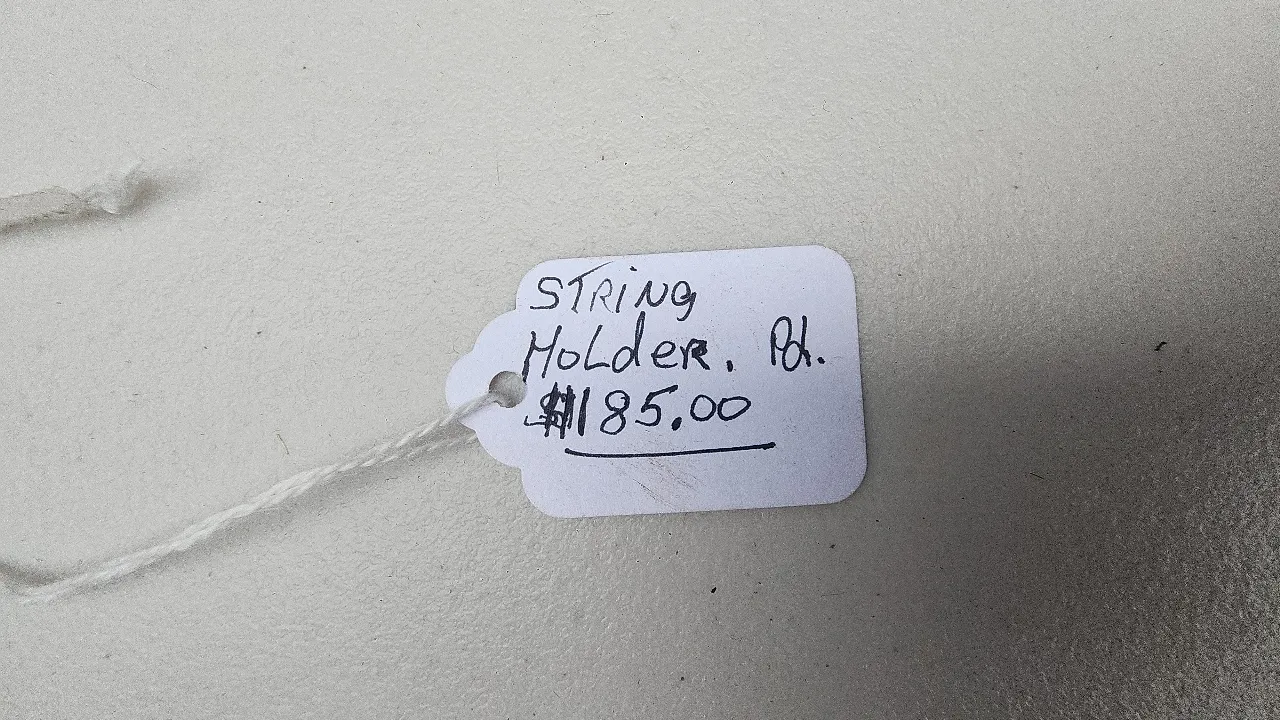 STRiNg
HoLdeR. Pd.
$185.00